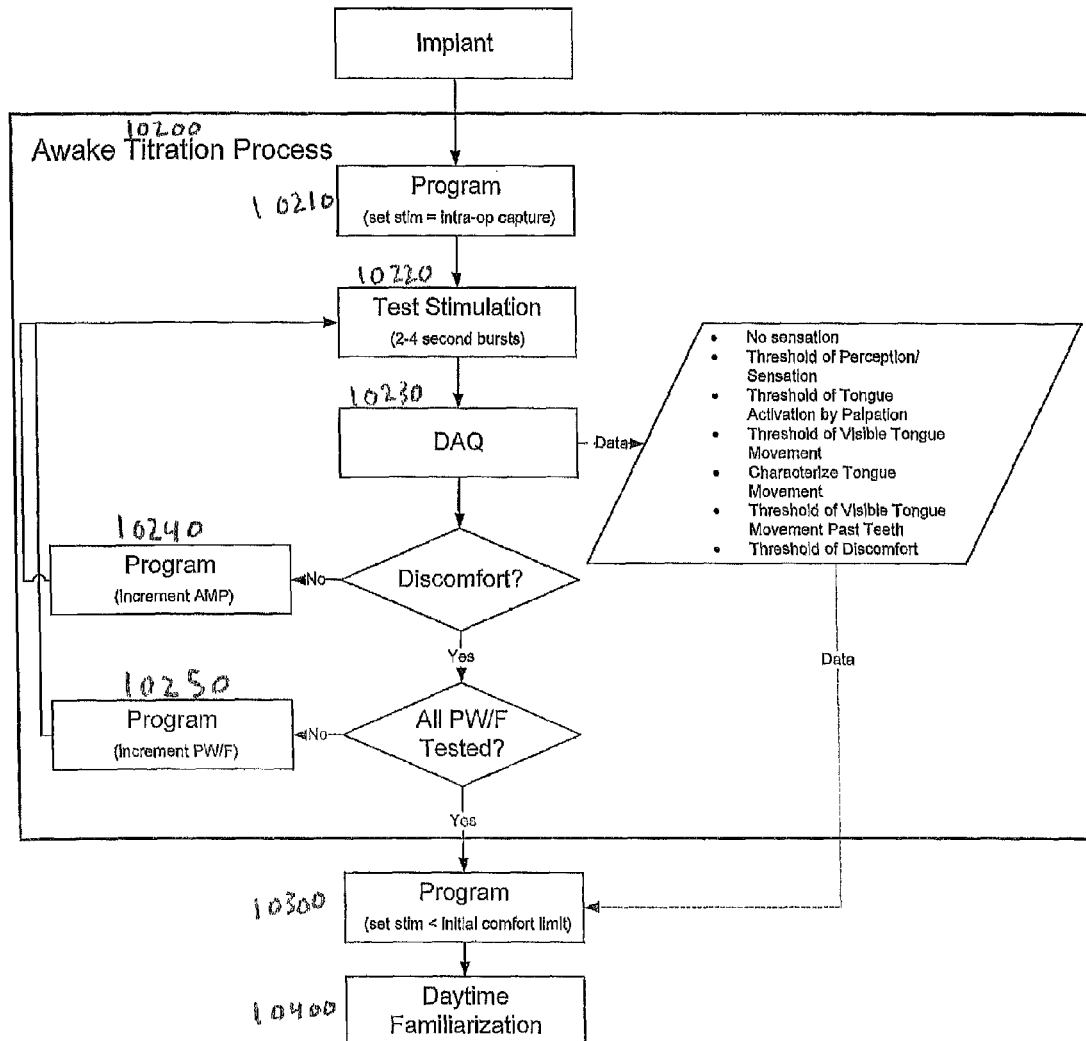 Implant
10200
Awake Titration Process
10210
Program
(set stim = intra-op capture)
10220
Test Stimulation
(2-4 second bursts)
10230
DAQ
Data
• No sensation
• Threshold of Perception/
Sensation
• Threshold of Tongue
Activation by Palpation
• Threshold of Visible Tongue
Movement
• Characterize Tongue
Movement
• Threshold of Visible Tongue
Movement Past Teeth
• Threshold of Discomfort
10240
Program
(Increment AMP)
No
Discomfort?
Yes
Data
10250
Program
(Increment PW/F)
No
All PW/F
Tested?
Yes
10300
Program
(set stim < initial comfort limit)
10400
Daytime
Familiarization